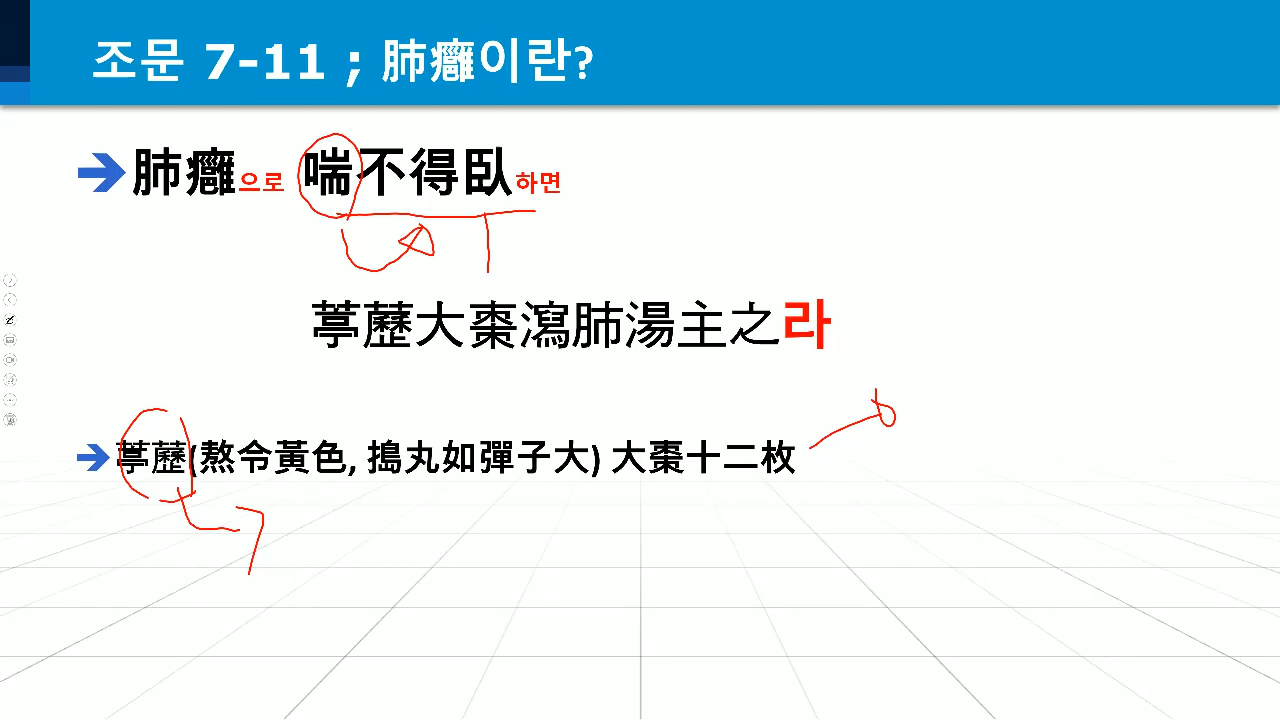 조문 7-11 ; 肺癰이란?
肺癰으로 喘不得臥하면
葶藶大棗瀉肺湯主之라
葶藶(熬令黃色, 搗丸如彈子大) 大棗十二枚